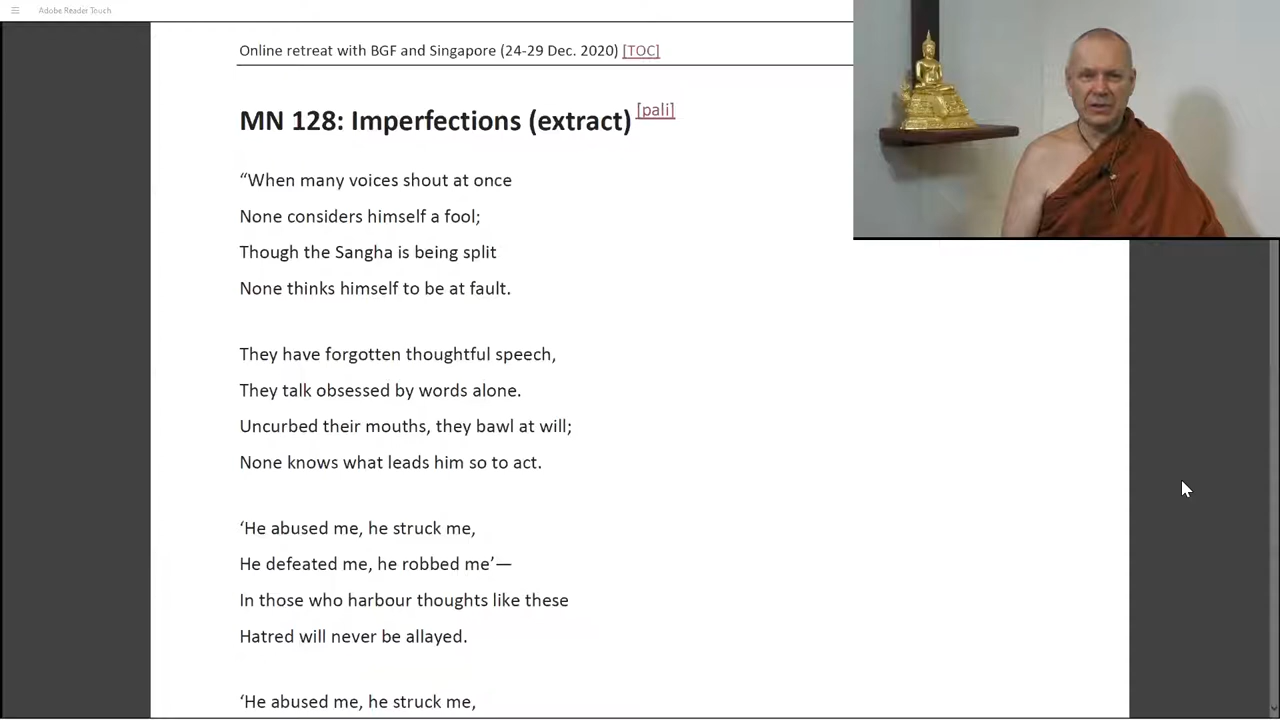 Adobe Reader Touch
Online retreat with BGF and Singapore (24-29 Dec. 2020) [TOC]
MN 128: Imperfections (extract) [pali]
“When many voices shout at once
None considers himself a fool;
Though the Sangha is being split
None thinks himself to be at fault.
They have forgotten thoughtful speech,
They talk obsessed by words alone.
Uncurbed their mouths, they bawl at will;
None knows what leads him so to act.
‘He abused me, he struck me,
He defeated me, he robbed me’—
In those who harbour thoughts like these
Hatred will never be allayed.
‘He abused me, he struck me,